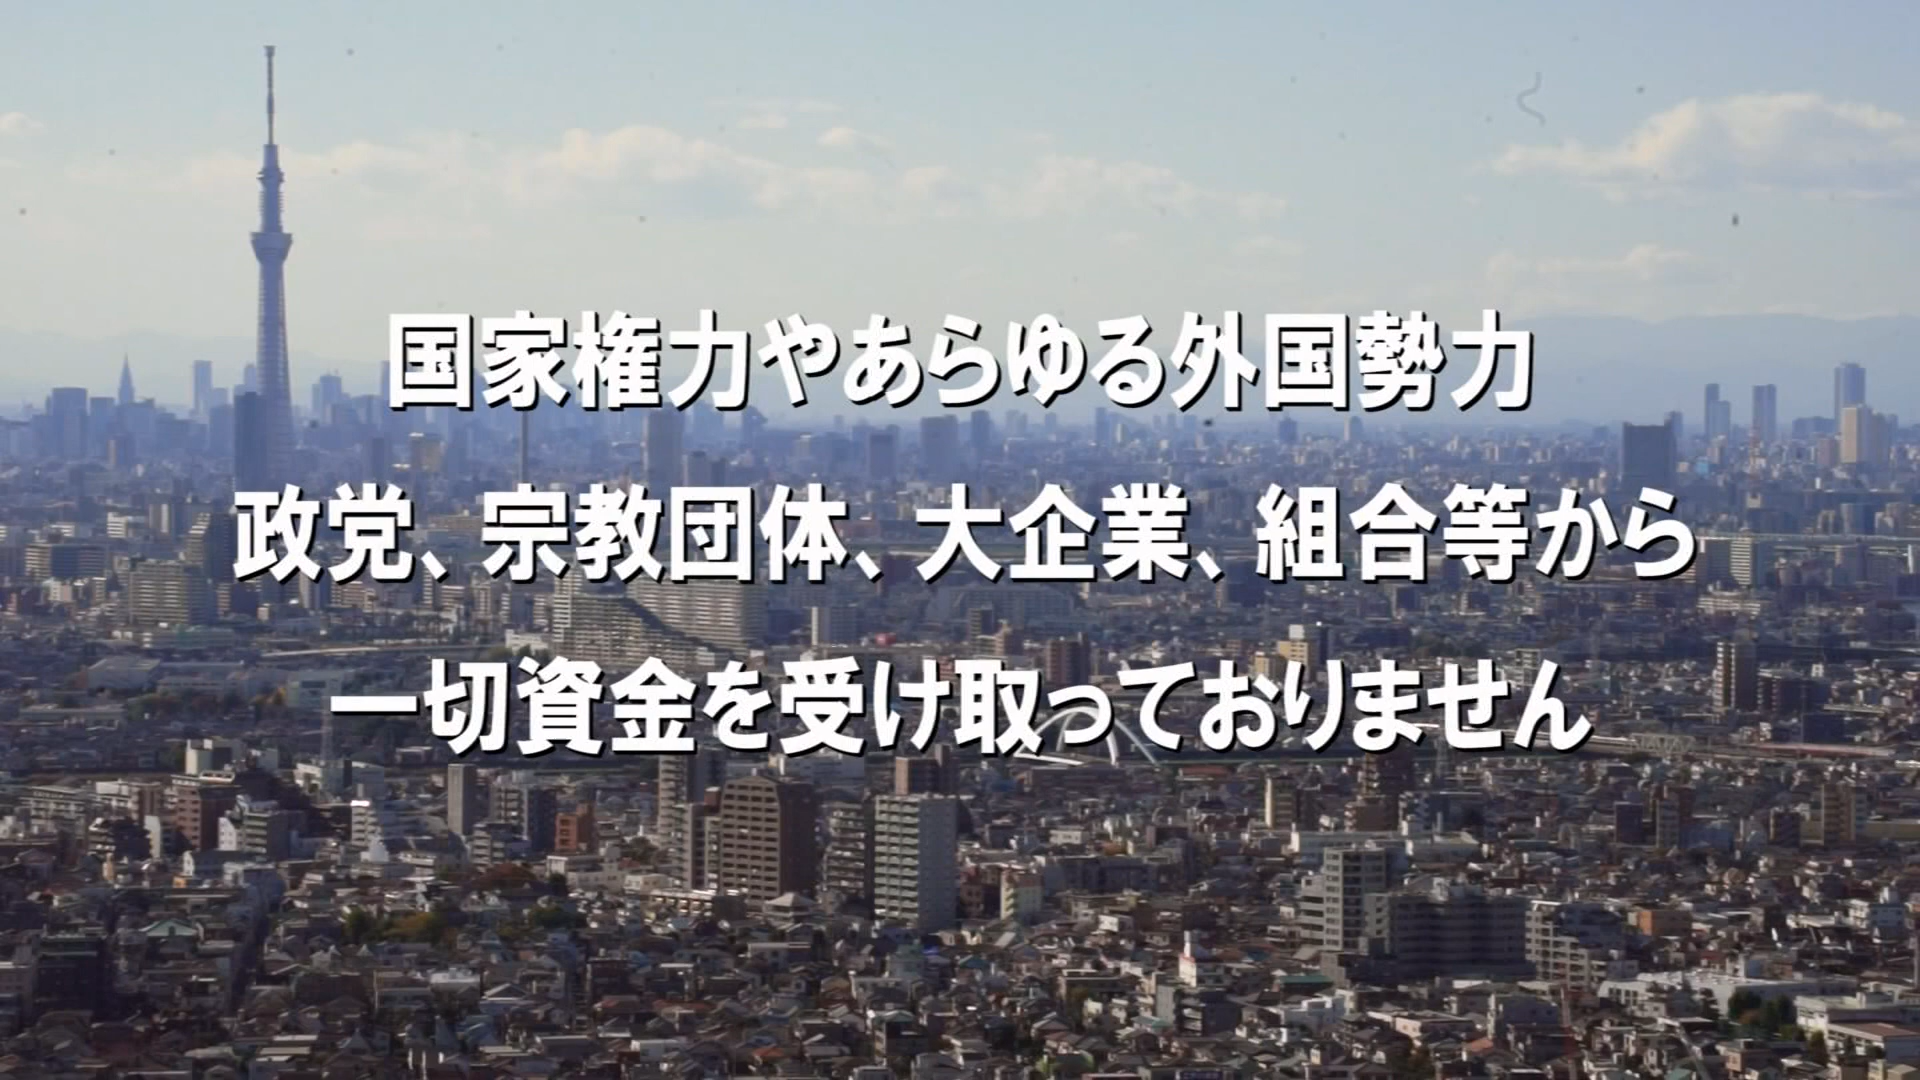 国家権力やあらゆる外国勢力
政党、宗教団体、大企業、組合等から
一切資金を受け取っておりません